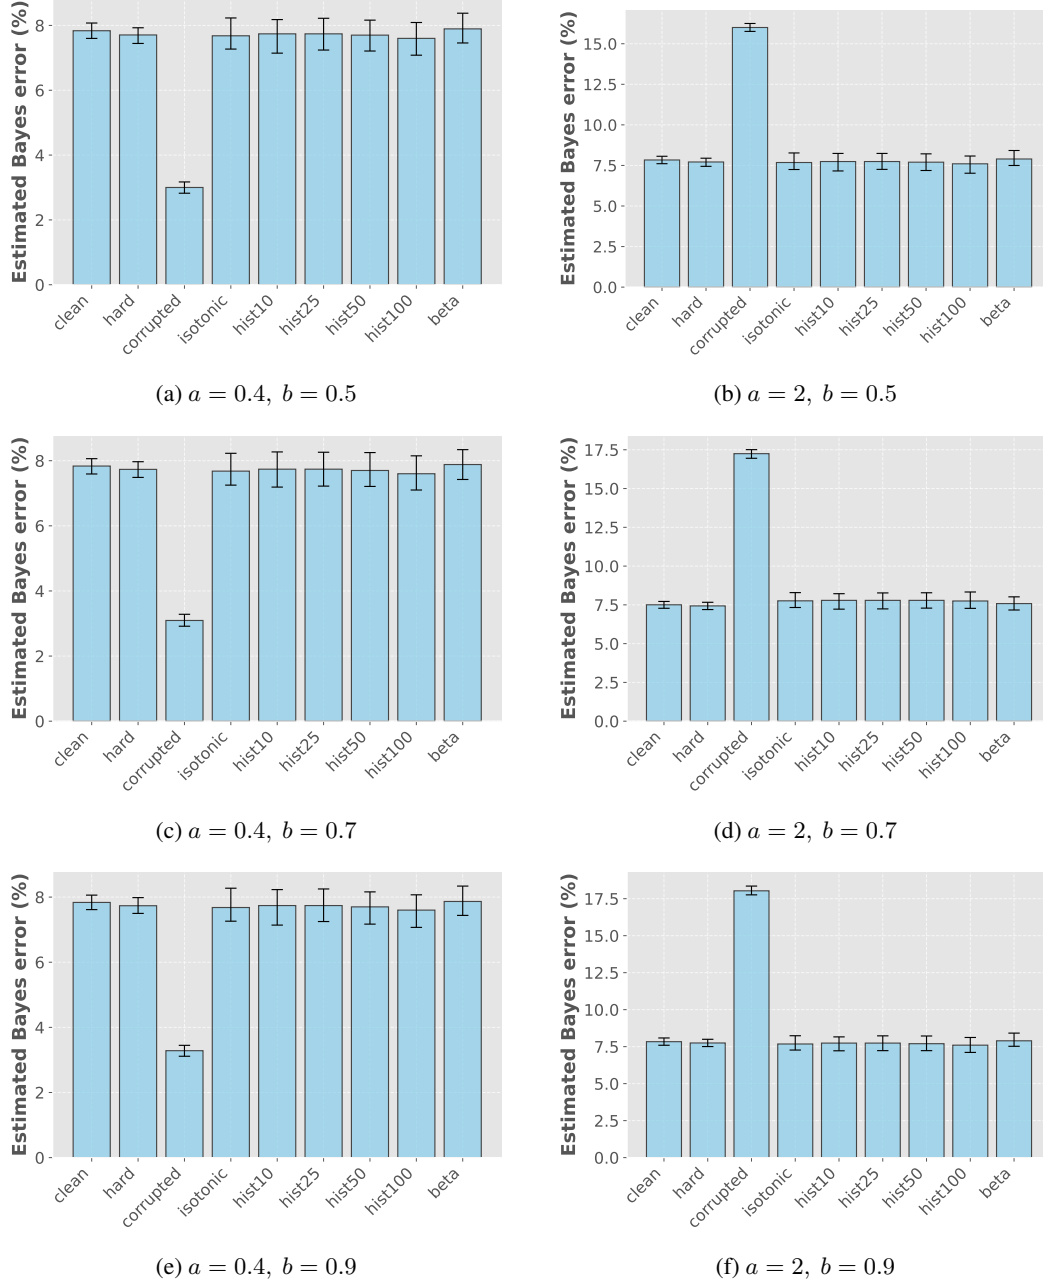 Estimated Bayes error (%)
8
6
4
2
0
clean
hard
corrupted
isotonic
hist10
hist25
hist50
hist100
beta
(a) a = 0.4, b = 0.5
Estimated Bayes error (%)
15.0
12.5
10.0
7.5
5.0
2.5
0.0
clean
hard
corrupted
isotonic
hist10
hist25
hist50
hist100
beta
(b) a = 2, b = 0.5
Estimated Bayes error (%)
8
6
4
2
0
clean
hard
corrupted
isotonic
hist10
hist25
hist50
hist100
beta
(c) a = 0.4, b = 0.7
Estimated Bayes error (%)
17.5
15.0
12.5
10.0
7.5
5.0
2.5
0.0
clean
hard
corrupted
isotonic
hist10
hist25
hist50
hist100
beta
(d) a = 2, b = 0.7
Estimated Bayes error (%)
8
6
4
2
0
clean
hard
corrupted
isotonic
hist10
hist25
hist50
hist100
beta
(e) a = 0.4, b = 0.9
Estimated Bayes error (%)
17.5
15.0
12.5
10.0
7.5
5.0
2.5
0.0
clean
hard
corrupted
isotonic
hist10
hist25
hist50
hist100
beta
(f) a = 2, b = 0.9